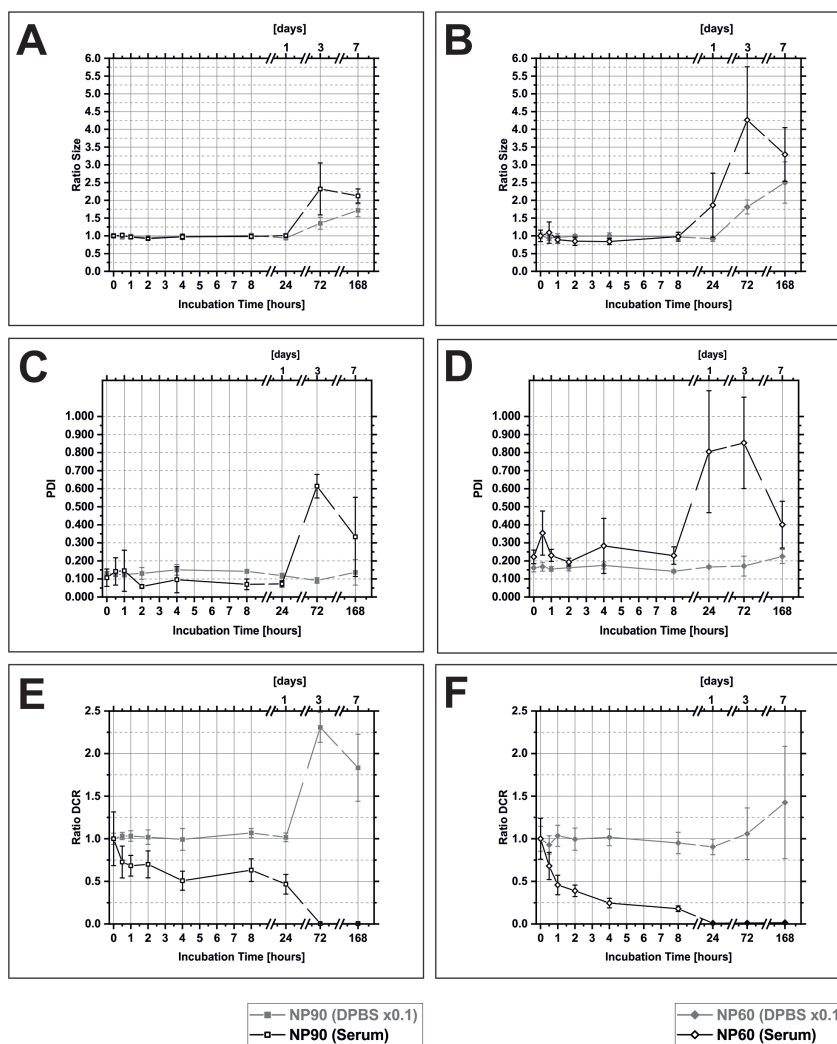 A
[days]
1 3 7
6.0
5.5
5.0
4.5
4.0
3.5
3.0
2.5
2.0
1.5
1.0
0.5
0.0
Ratio Size
0 1 2 3 4 5 6 7 8 24 72 168
Incubation Time [hours]
B
[days]
1 3 7
6.0
5.5
5.0
4.5
4.0
3.5
3.0
2.5
2.0
1.5
1.0
0.5
0.0
Ratio Size
0 1 2 3 4 5 6 7 8 24 72 168
Incubation Time [hours]
C
[days]
1 3 7
1.000
0.900
0.800
0.700
0.600
0.500
0.400
0.300
0.200
0.100
0.000
PDI
0 1 2 3 4 5 6 7 8 24 72 168
Incubation Time [hours]
D
[days]
1 3 7
1.000
0.900
0.800
0.700
0.600
0.500
0.400
0.300
0.200
0.100
0.000
PDI
0 1 2 3 4 5 6 7 8 24 72 168
Incubation Time [hours]
E
[days]
1 3 7
2.5
2.0
1.5
1.0
0.5
0.0
Ratio DCR
0 1 2 3 4 5 6 7 8 24 72 168
Incubation Time [hours]
F
[days]
1 3 7
2.5
2.0
1.5
1.0
0.5
0.0
Ratio DCR
0 1 2 3 4 5 6 7 8 24 72 168
Incubation Time [hours]
NP90 (DPBS x0.1)
NP90 (Serum)
NP60 (DPBS x0.1
NP60 (Serum)